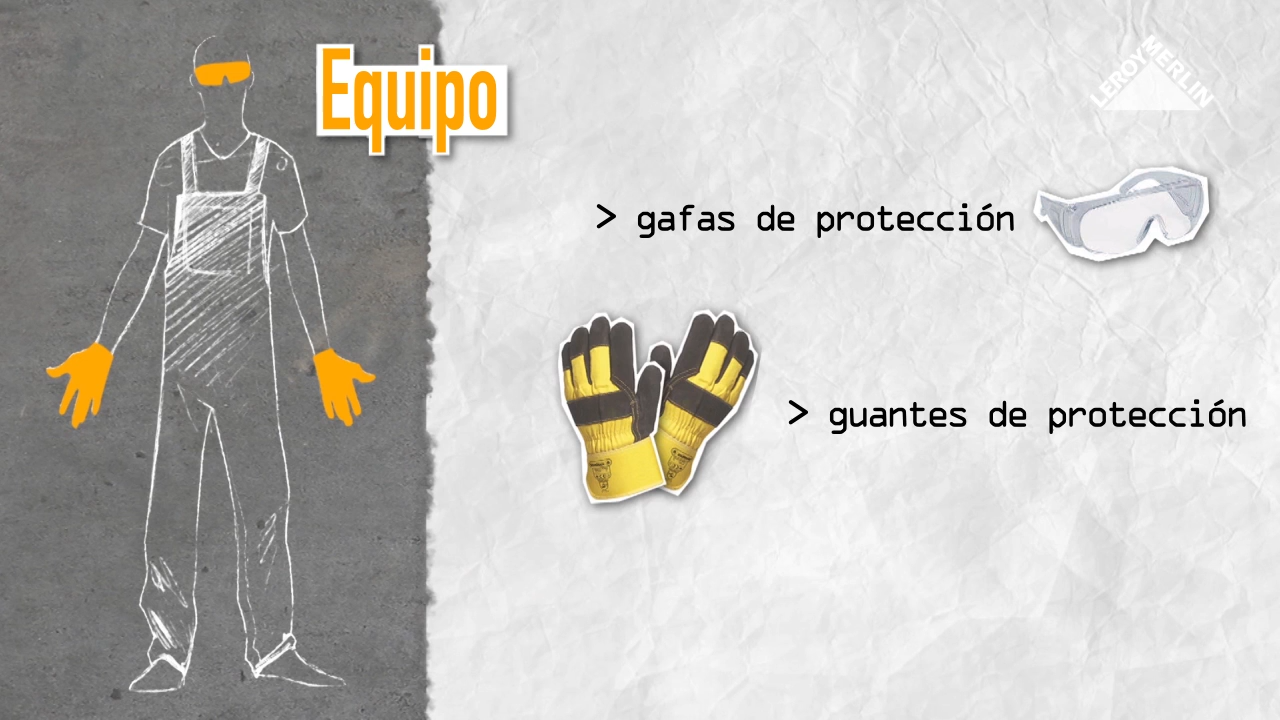 Equipo
LEROY MERLIN
> gafas de protección
> guantes de protección